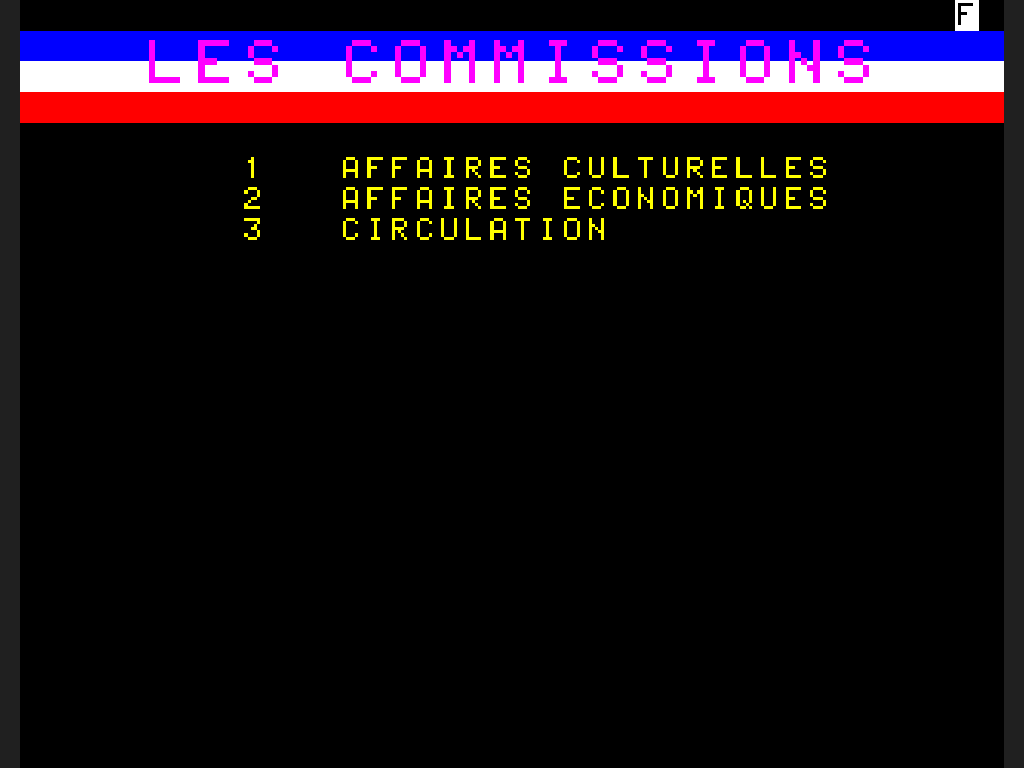 F
LES COMMISSIONS
1 AFFAIRES CULTURELLES
2 AFFAIRES ECONOMIQUES
3 CIRCULATION